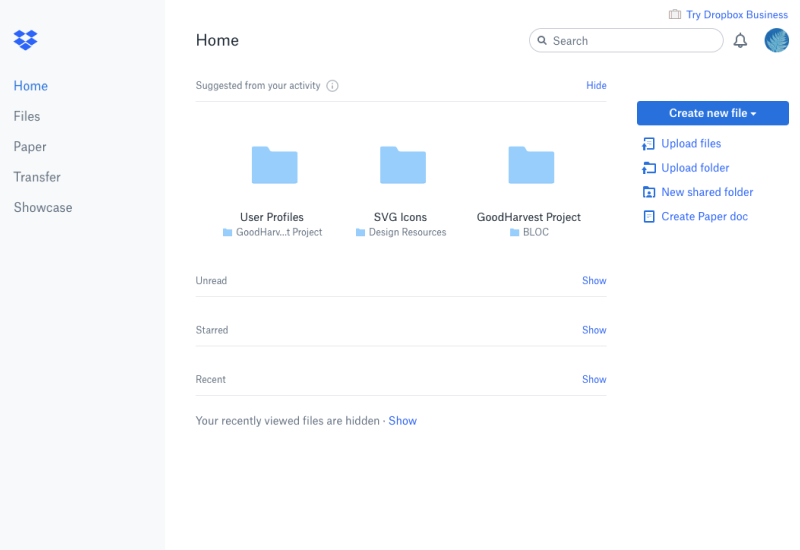 Try Dropbox Business
Home
Search
Home
Files
Paper
Transfer
Showcase
Suggested from your activity
Hide
User Profiles
GoodHarv...t Project
SVG Icons
Design Resources
GoodHarvest Project
BLOC
Unread
Show
Starred
Show
Recent
Show
Your recently viewed files are hidden · Show
Create new file
Upload files
Upload folder
New shared folder
Create Paper doc